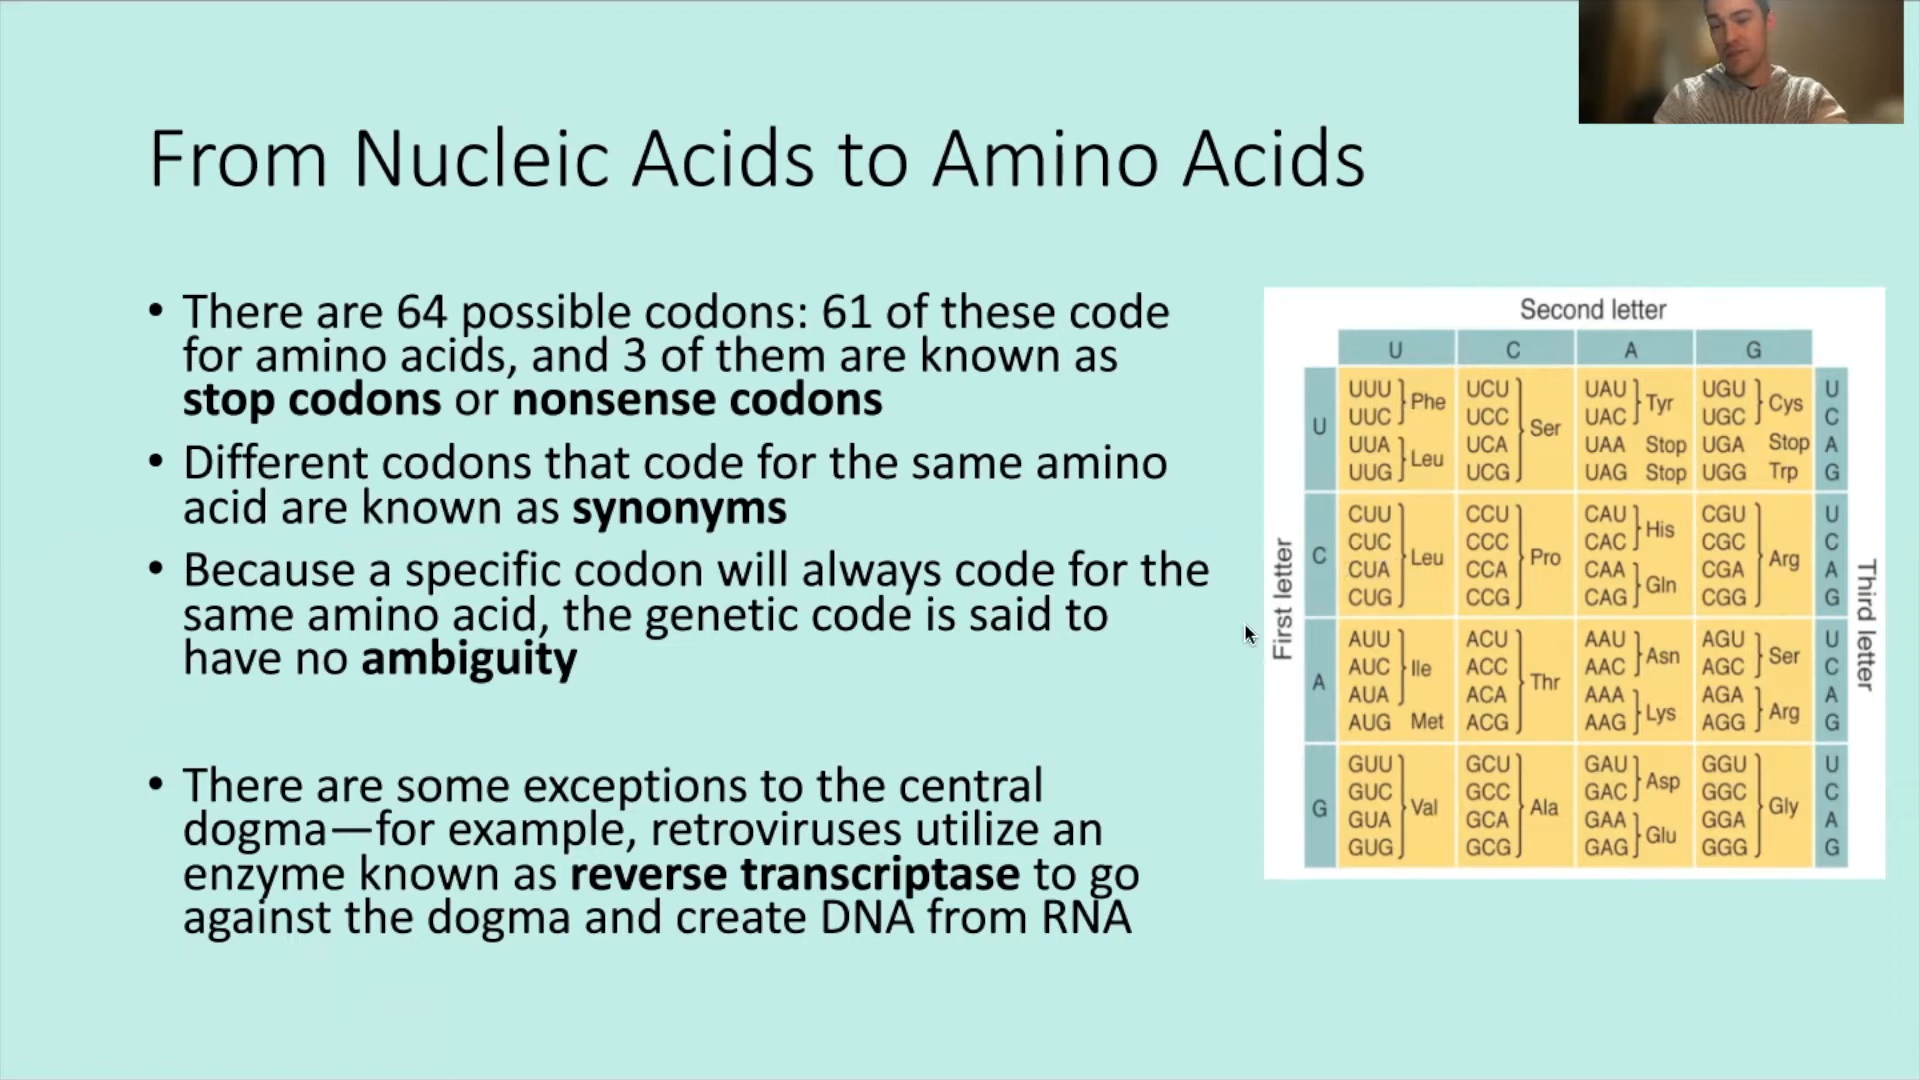 From Nucleic Acids to Amino Acids
• There are 64 possible codons: 61 of these code
for amino acids, and 3 of them are known as
stop codons or nonsense codons
• Different codons that code for the same amino
acid are known as synonyms
• Because a specific codon will always code for the
same amino acid, the genetic code is said to
have no ambiguity
• There are some exceptions to the central
dogma—for example, retroviruses utilize an
enzyme known as reverse transcriptase to go
against the dogma and create DNA from RNA
Second letter
U C A G
First letter
Third letter
U
UUU UCU UAU UGU U
Phe Tyr Cys
UUC UCC UAC UGC C
Ser
UUA UCA UAA Stop UGA Stop A
Leu
UUG UCG UAG Stop UGG Trp G
C
CUU CCU CAU CGU U
His
CUC CCC CAC CGC C
Leu Pro Arg
CUA CCA CAA CGA A
Gln
CUG CCG CAG CGG G
A
AUU ACU AAU AGU U
Asn Ser
AUC Ile ACC AAC AGC C
Thr
AUA ACA AAA AGA A
Lys Arg
AUG Met ACG AAG AGG G
G
GUU GCU GAU GGU U
Asp
GUC GCC GAC GGC C
Val Ala Gly
GUA GCA GAA GGA A
Glu
GUG GCG GAG GGG G